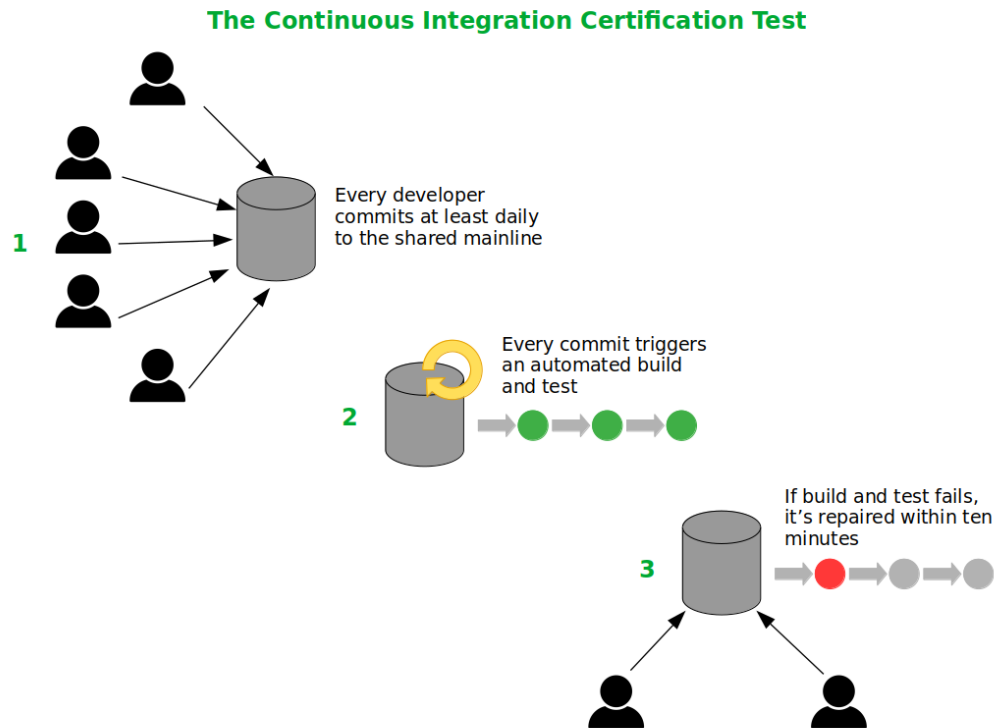 The Continuous Integration Certification Test
1
Every developer
commits at least daily
to the shared mainline
2
Every commit triggers
an automated build
and test
3
If build and test fails,
it’s repaired within ten
minutes